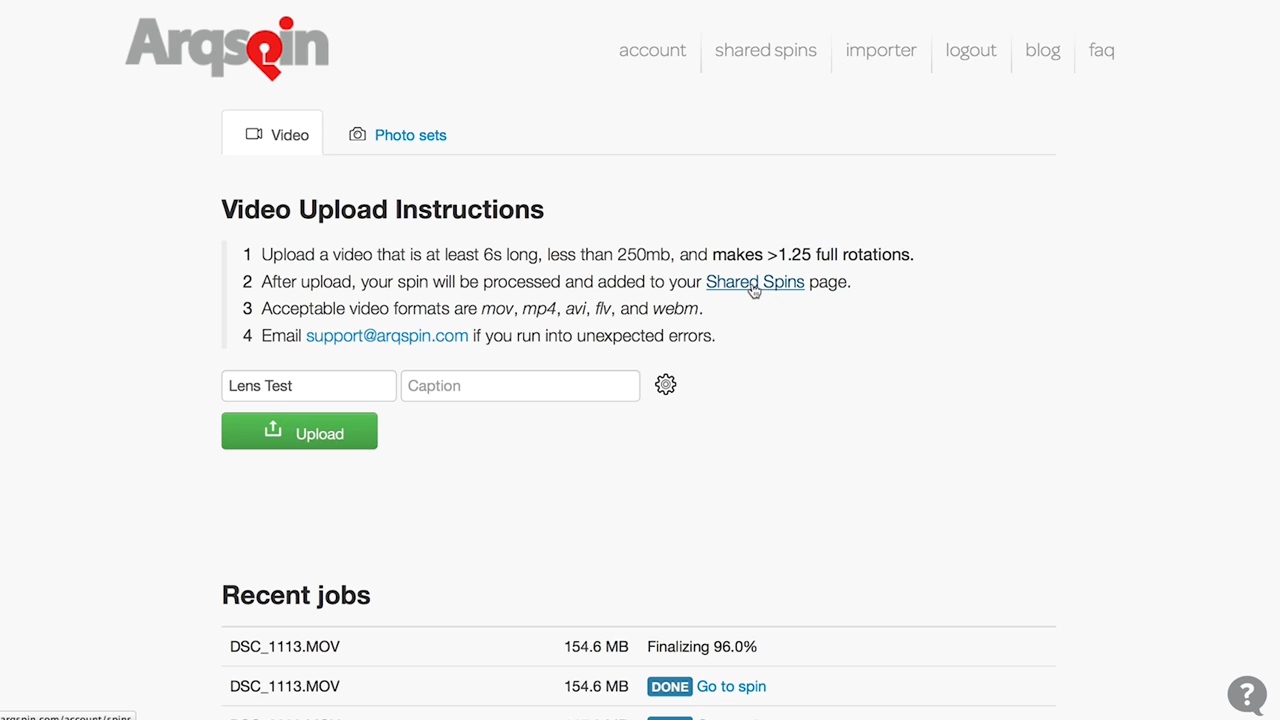 Arqspin
account
shared spins
importer
logout
blog
faq
Video
Photo sets
Video Upload Instructions
1 Upload a video that is at least 6s long, less than 250mb, and makes >1.25 full rotations.
2 After upload, your spin will be processed and added to your Shared Spins page.
3 Acceptable video formats are mov, mp4, avi, flv, and webm.
4 Email support@arqspin.com if you run into unexpected errors.
Lens Test
Caption
Upload
Recent jobs
DSC_1113.MOV 154.6 MB Finalizing 96.0%
DSC_1113.MOV 154.6 MB DONE Go to spin
?
arqspin.com/account/spins